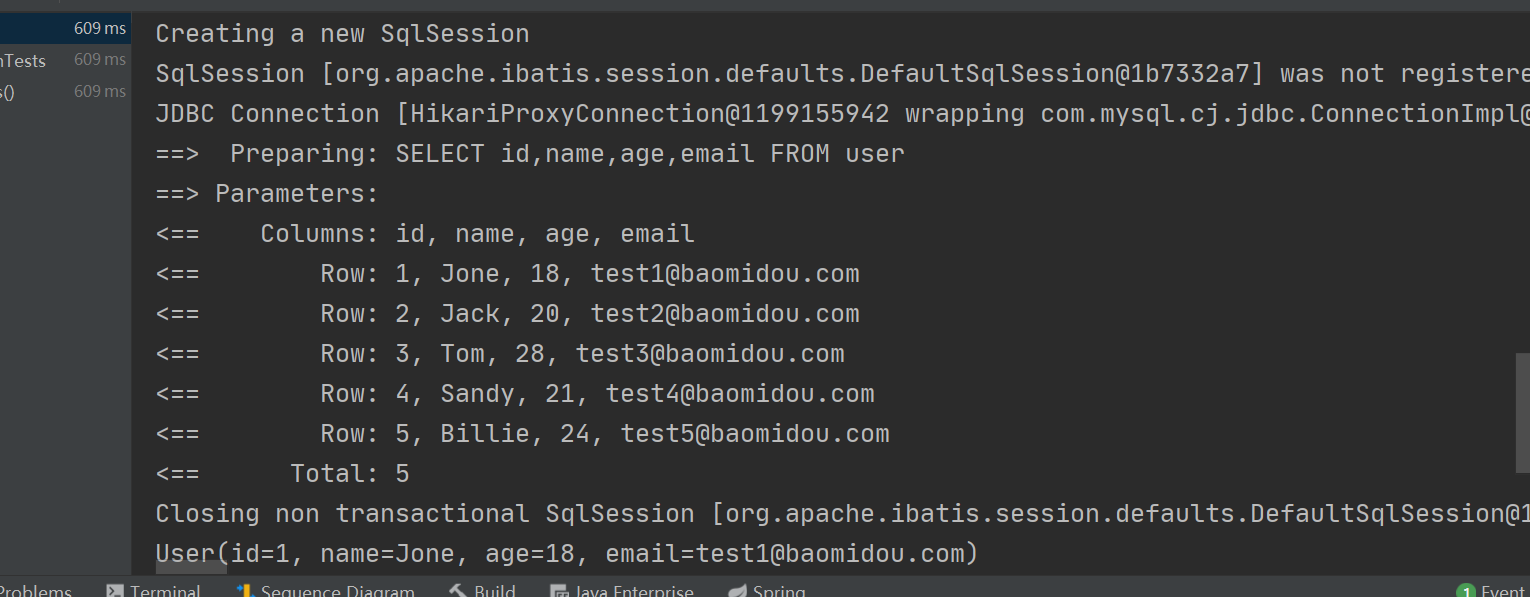 609 ms
nTests 609 ms
s() 609 ms
Creating a new SqlSession
SqlSession [org.apache.ibatis.session.defaults.DefaultSqlSession@1b7332a7] was not registere
JDBC Connection [HikariProxyConnection@1199155942 wrapping com.mysql.cj.jdbc.ConnectionImpl@
==>  Preparing: SELECT id,name,age,email FROM user
==> Parameters:
<==    Columns: id, name, age, email
<==        Row: 1, Jone, 18, test1@baomidou.com
<==        Row: 2, Jack, 20, test2@baomidou.com
<==        Row: 3, Tom, 28, test3@baomidou.com
<==        Row: 4, Sandy, 21, test4@baomidou.com
<==        Row: 5, Billie, 24, test5@baomidou.com
<==      Total: 5
Closing non transactional SqlSession [org.apache.ibatis.session.defaults.DefaultSqlSession@1
User(id=1, name=Jone, age=18, email=test1@baomidou.com)
Problems Terminal Sequence Diagram Build Java Enterprise Spring 1 Event